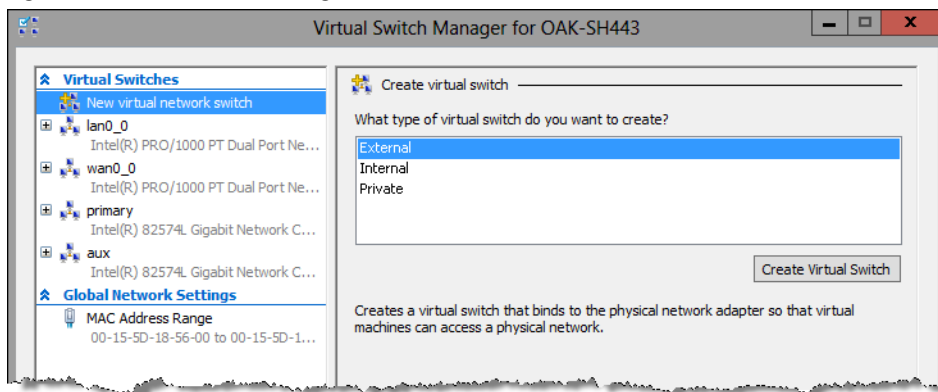 Virtual Switch Manager for OAK-SH443
Virtual Switches
New virtual network switch
lan0_0
Intel(R) PRO/1000 PT Dual Port Ne...
wan0_0
Intel(R) PRO/1000 PT Dual Port Ne...
primary
Intel(R) 82574L Gigabit Network C...
aux
Intel(R) 82574L Gigabit Network C...
Global Network Settings
MAC Address Range
00-15-5D-18-56-00 to 00-15-5D-1...
Create virtual switch
What type of virtual switch do you want to create?
External
Internal
Private
Create Virtual Switch
Creates a virtual switch that binds to the physical network adapter so that virtual
machines can access a physical network.